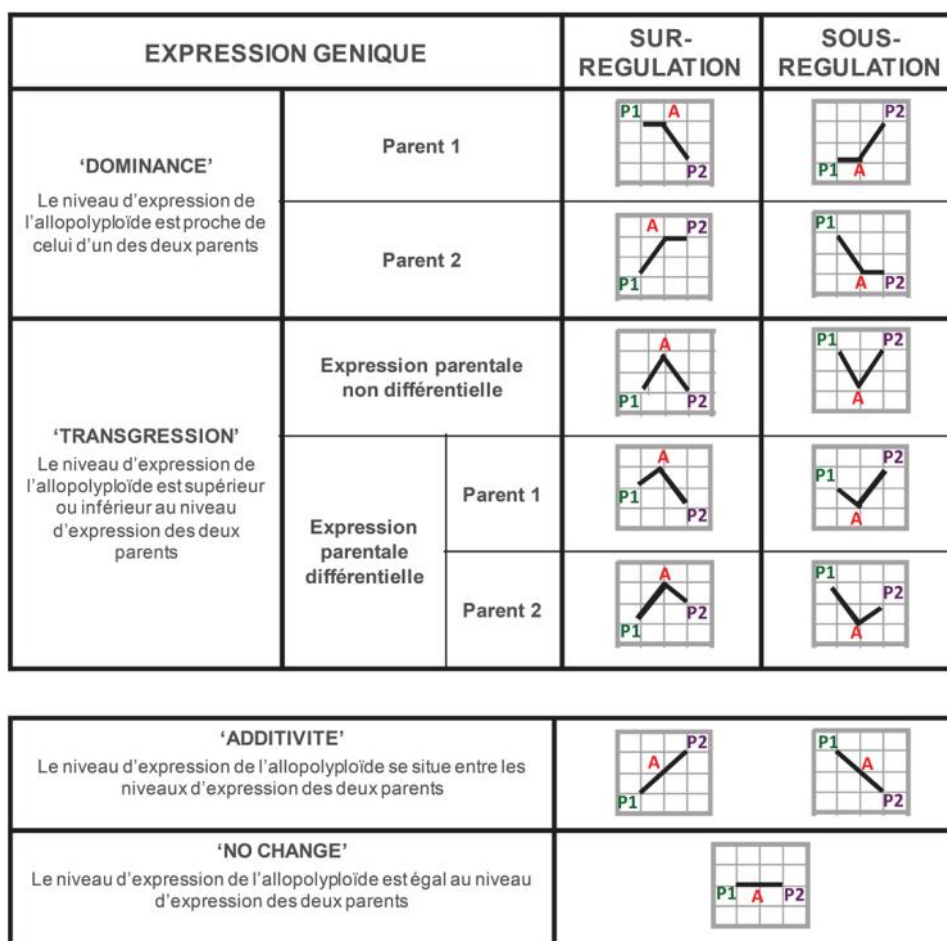 EXPRESSION GENIQUE
SUR-
REGULATION
SOUS-
REGULATION
‘DOMINANCE’
Le niveau d’expression de
l’allopolyploïde est proche de
celui d’un des deux parents
Parent 1
P1 A
P2
P2
P1 A
Parent 2
A P2
P1
P1
A P2
‘TRANSGRESSION’
Le niveau d’expression de
l’allopolyploïde est supérieur
ou inférieur au niveau
d’expression des deux
parents
Expression parentale
non différentielle
A
P1 P2
P1 P2
A
Expression
parentale
différentielle
Parent 1
A
P1
P2
P2
P1
A
Parent 2
A
P2
P1
P1
P2
A
‘ADDITIVITE’
Le niveau d’expression de l’allopolyploïde se situe entre les
niveaux d’expression des deux parents
P2
A
P1
P1
A
P2
‘NO CHANGE’
Le niveau d’expression de l’allopolyploïde est égal au niveau
d’expression des deux parents
P1 A P2